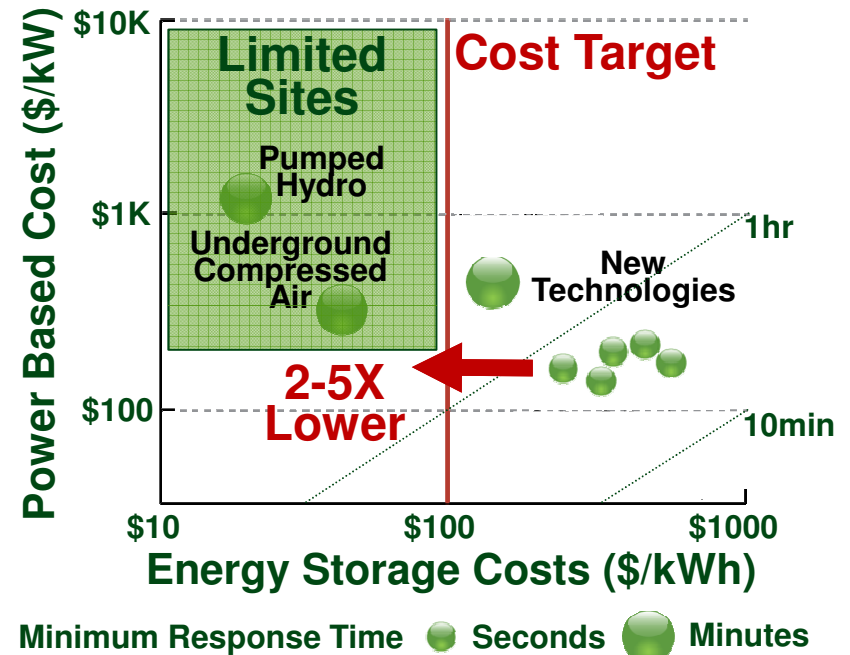 $10K
Limited
Sites
Cost Target
Pumped
Hydro
$1K
1hr
Underground
Compressed
Air
New
Technologies
2-5X
Lower
$100
10min
$10
$100
$1000
Power Based Cost ($/kW)
Energy Storage Costs ($/kWh)
Minimum Response Time Seconds Minutes